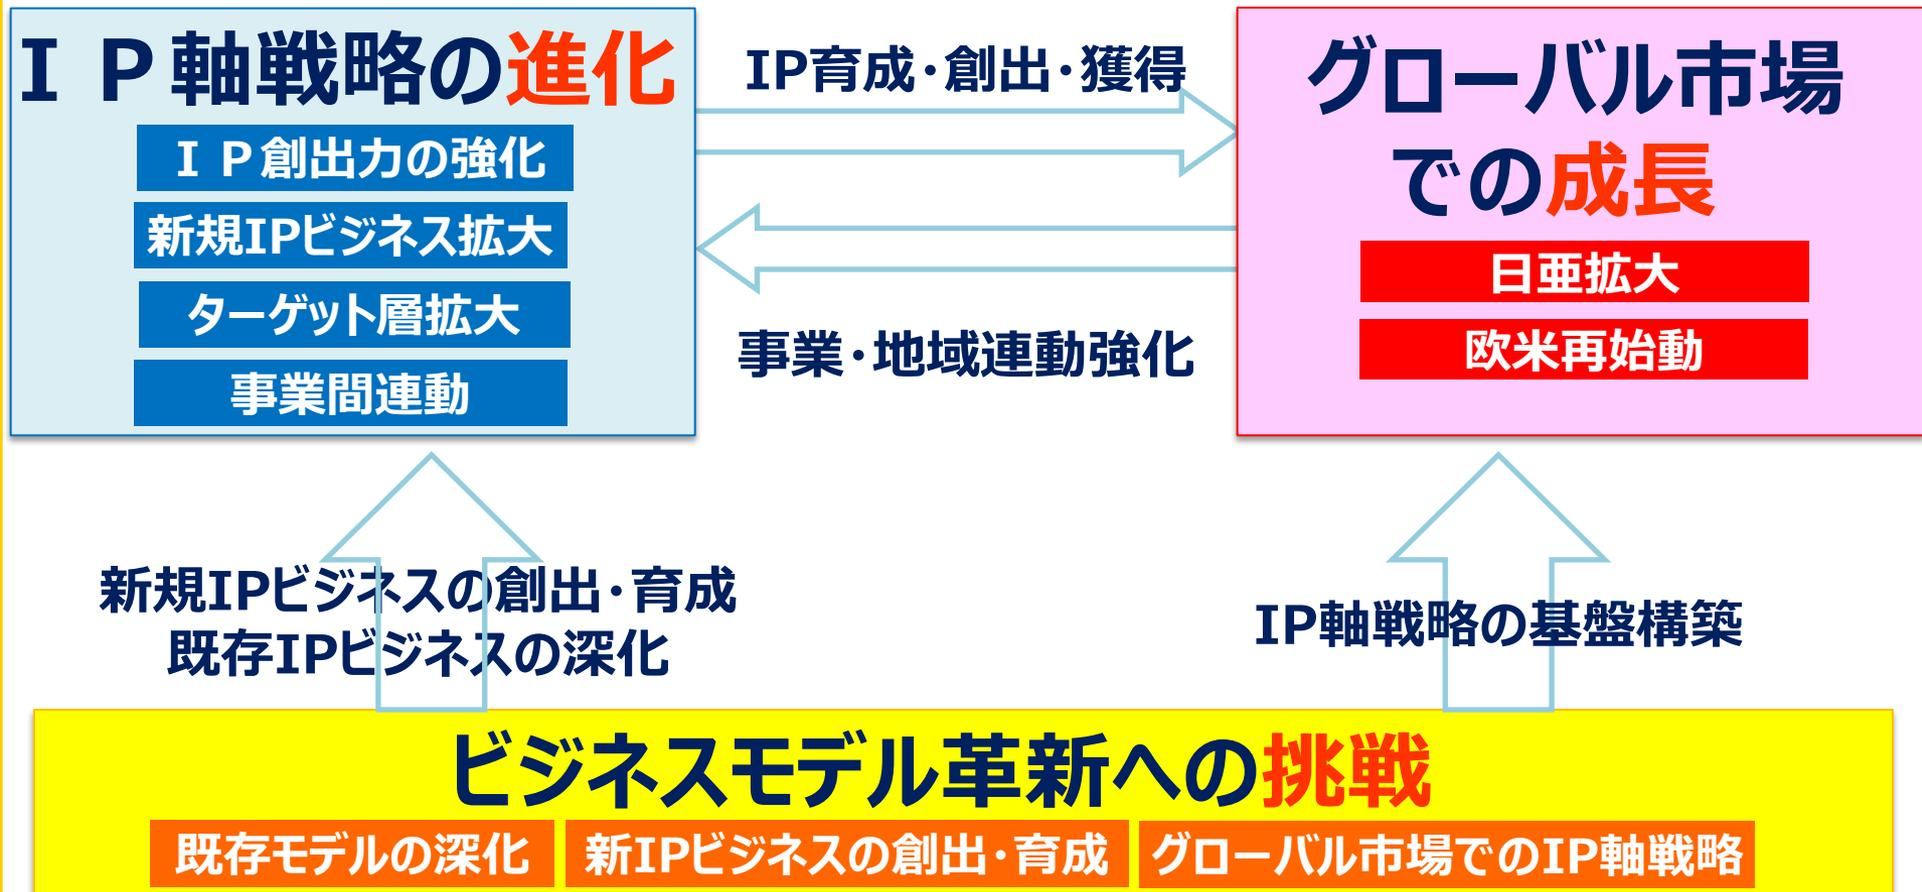 ＩＰ軸戦略の進化
ＩＰ創出力の強化
新規IPビジネス拡大
ターゲット層拡大
事業間連動
IP育成･創出･獲得
事業･地域連動強化
グローバル市場
での成長
日亜拡大
欧米再始動
新規IPビジネスの創出･育成
既存IPビジネスの深化
IP軸戦略の基盤構築
ビジネスモデル革新への挑戦
既存モデルの深化
新IPビジネスの創出･育成
グローバル市場でのIP軸戦略